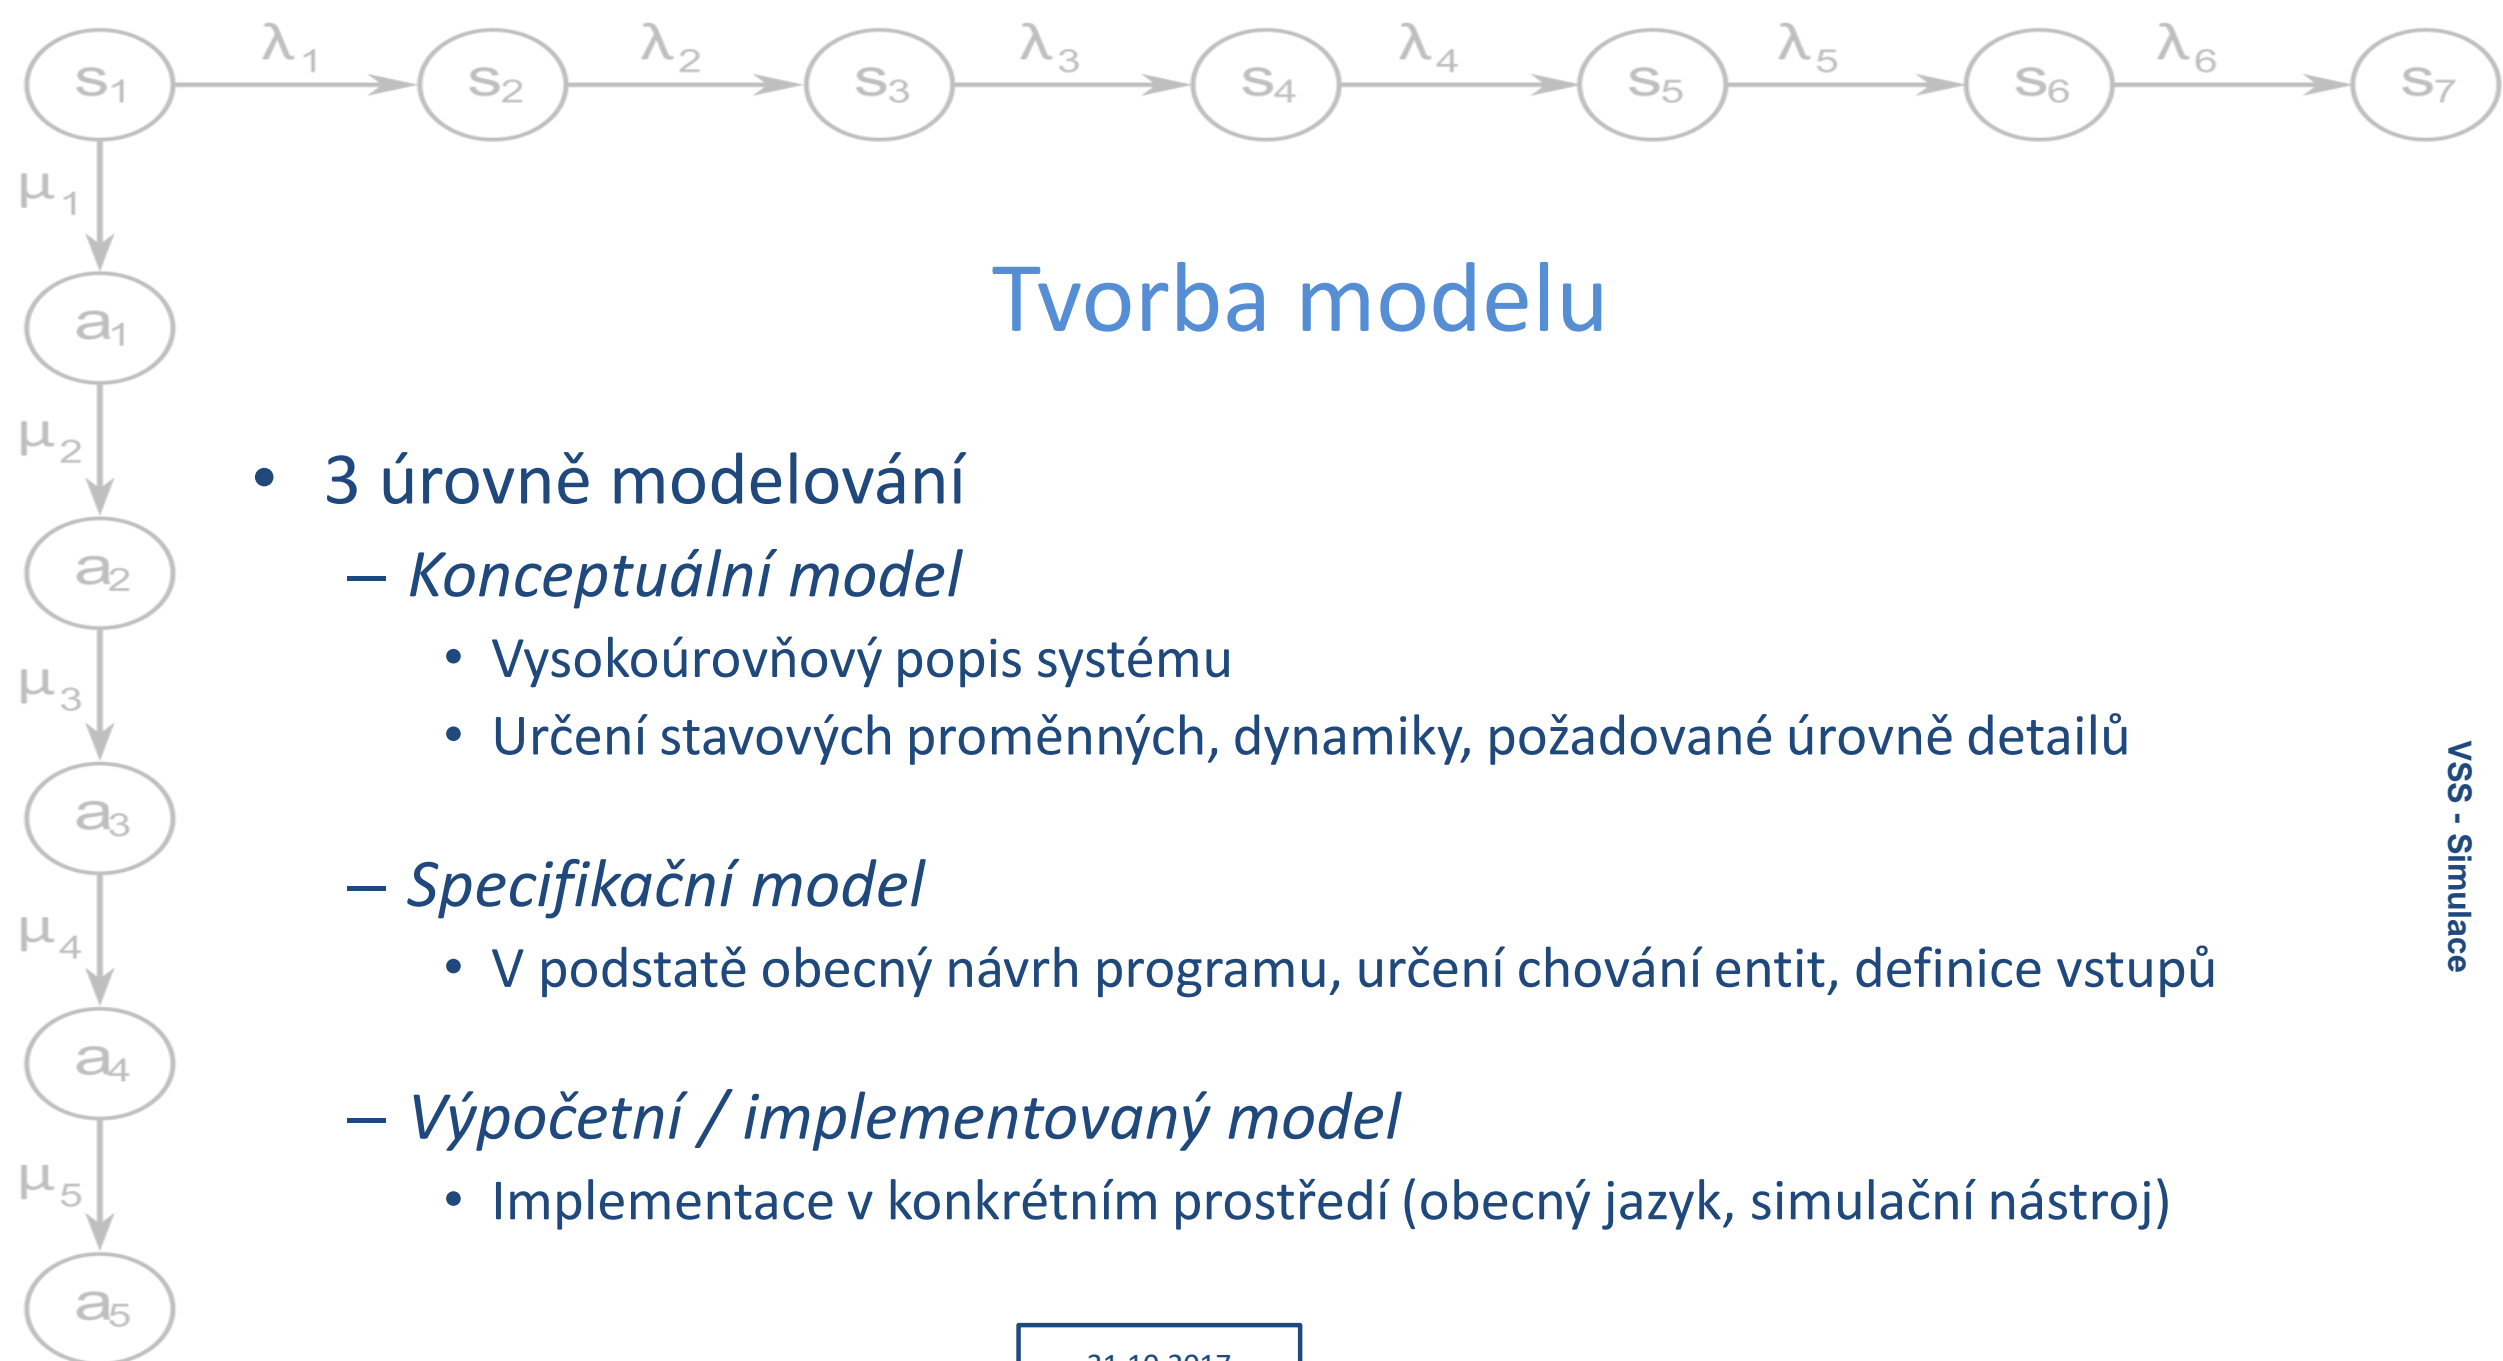 λ1 λ2 λ3 λ4 λ5 λ6
s1 s2 s3 s4 s5 s6 s7
μ1
a1
μ2
a2
μ3
a3
μ4
a4
μ5
a5
Tvorba modelu
• 3 úrovně modelování
– Konceptuální model
• Vysokoúrovňový popis systému
• Určení stavových proměnných, dynamiky, požadované úrovně detailů
– Specifikační model
• V podstatě obecný návrh programu, určení chování entit, definice vstupů
– Výpočetní / implementovaný model
• Implementace v konkrétním prostředí (obecný jazyk, simulační nástroj)
VSS - Simulace